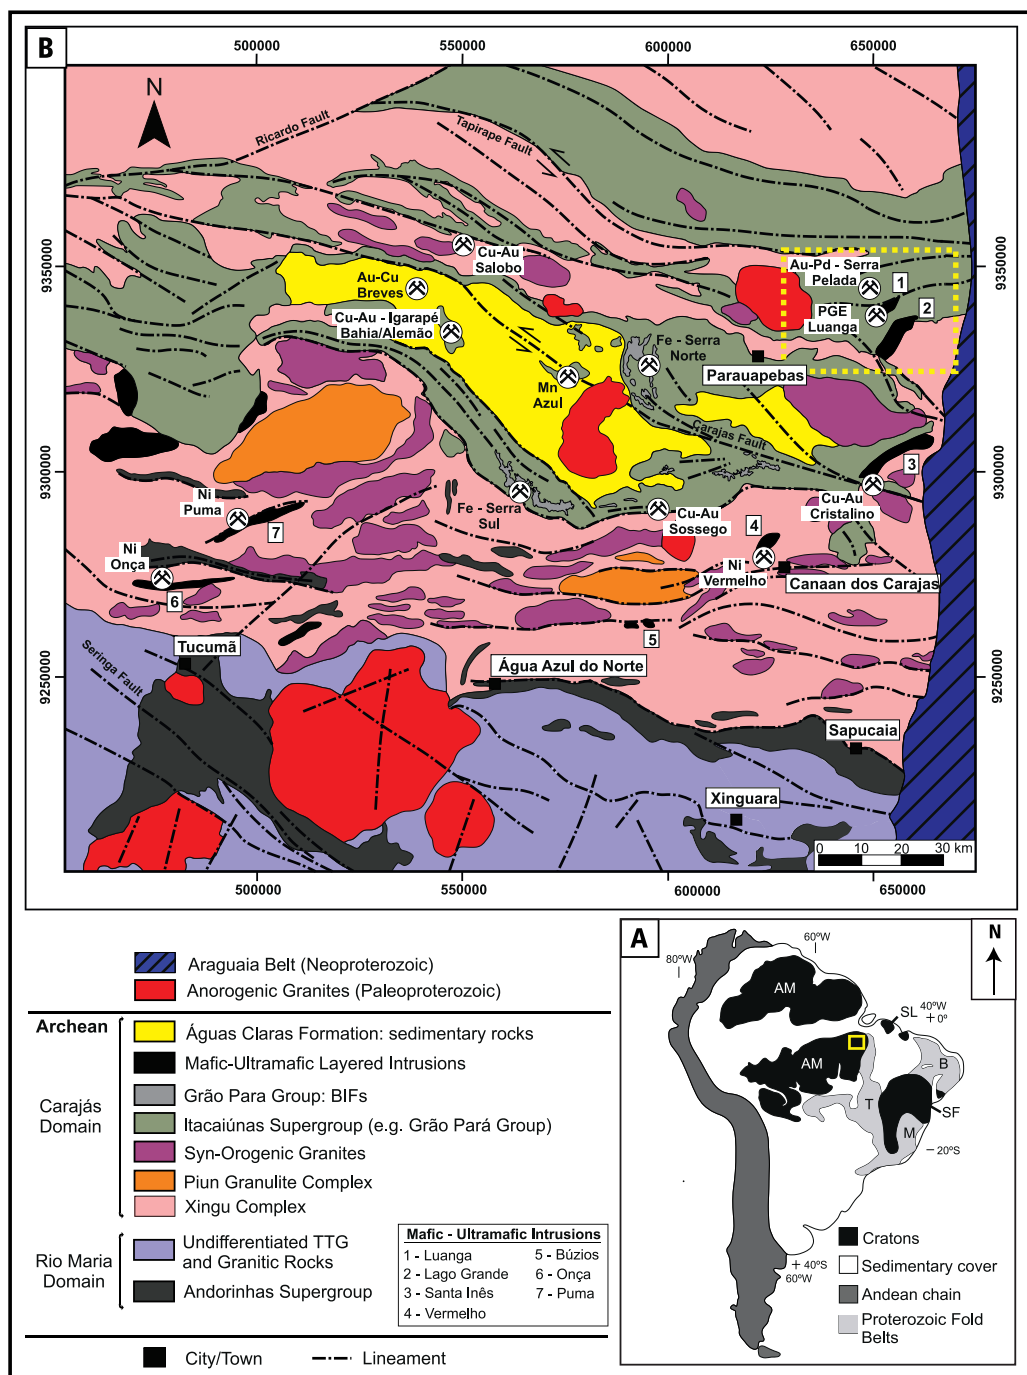 B
500000
550000
600000
650000
N
Ricardo Fault
Tapirape Fault
9350000
9350000
Cu-Au
Salobo
Au-Cu
Breves
Au-Pd - Serra
Pelada
1
2
PGE
Luanga
Cu-Au - Igarapé
Bahia/Alemão
Fe - Serra
Norte
Parauapebas
Mn
Azul
Carajas Fault
3
9300000
9300000
Ni
Puma
7
Fe - Serra
Sul
Cu-Au
Sossego
4
Cu-Au
Cristalino
Ni
Onça
6
Ni
Vermelho
Canaan dos Carajas
5
Tucumã
Seringa Fault
Água Azul do Norte
9250000
9250000
Sapucaia
Xinguara
0 10 20 30 km
500000
550000
600000
650000
Araguaia Belt (Neoproterozoic)
Anorogenic Granites (Paleoproterozoic)
Archean
Águas Claras Formation: sedimentary rocks
Mafic-Ultramafic Layered Intrusions
Carajás
Domain
Grão Para Group: BIFs
Itacaiúnas Supergroup (e.g. Grão Pará Group)
Syn-Orogenic Granites
Piun Granulite Complex
Xingu Complex
Rio Maria
Domain
Undifferentiated TTG
and Granitic Rocks
Andorinhas Supergroup
Mafic - Ultramafic Intrusions
1 - Luanga
2 - Lago Grande
3 - Santa Inês
4 - Vermelho
5 - Búzios
6 - Onça
7 - Puma
City/Town
Lineament
A
N
60ºW
80ºW
AM
SL
40ºW
+0º
AM
B
T
SF
M
20ºS
+ 40ºS
60ºW
Cratons
Sedimentary cover
Andean chain
Proterozoic Fold
Belts